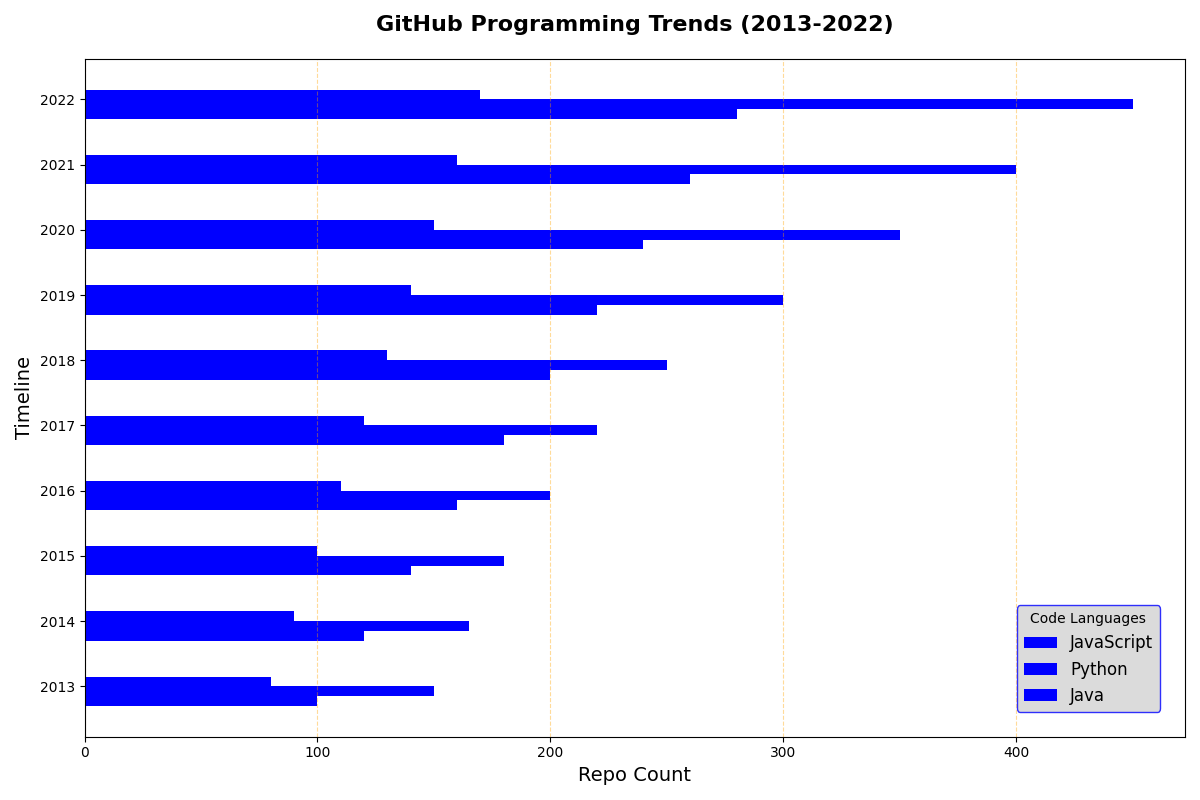 GitHub Programming Trends (2013-2022)
Timeline
2022
2021
2020
2019
2018
2017
2016
2015
2014
2013
Code Languages
JavaScript
Python
Java
0 100 200 300 400
Repo Count